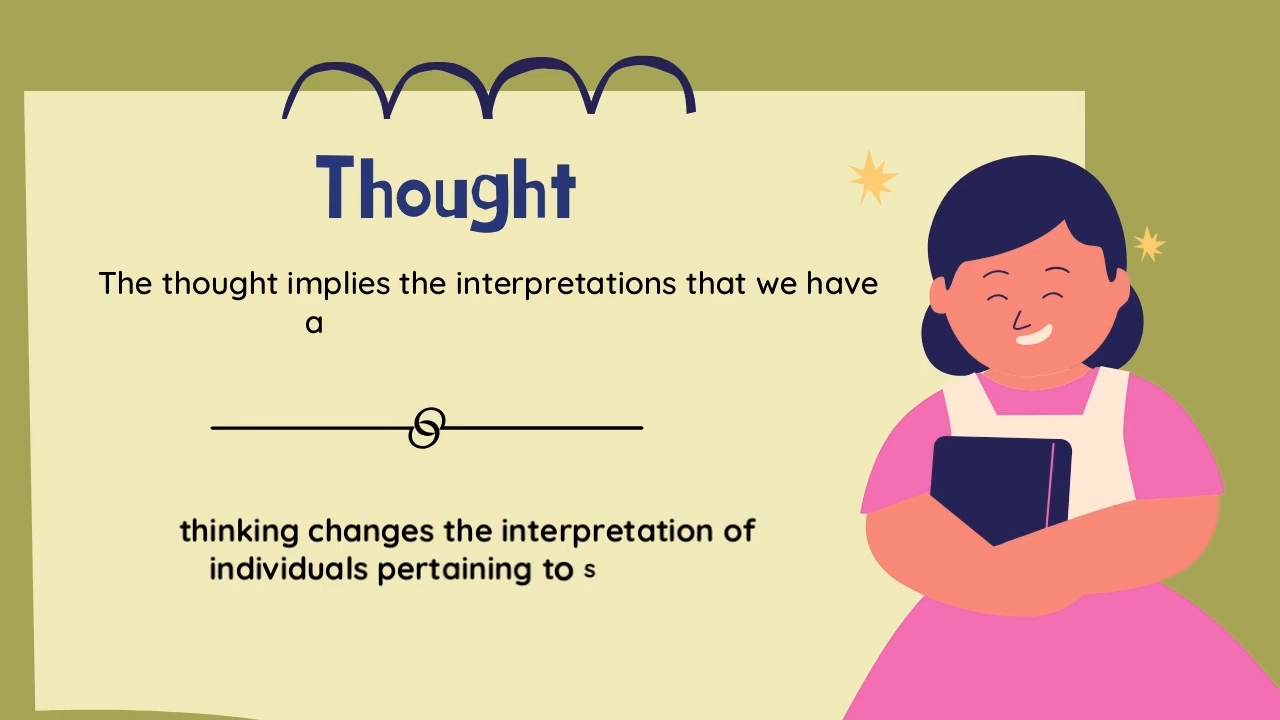 Thought
The thought implies the interpretations that we have
a
thinking changes the interpretation of
individuals pertaining to s